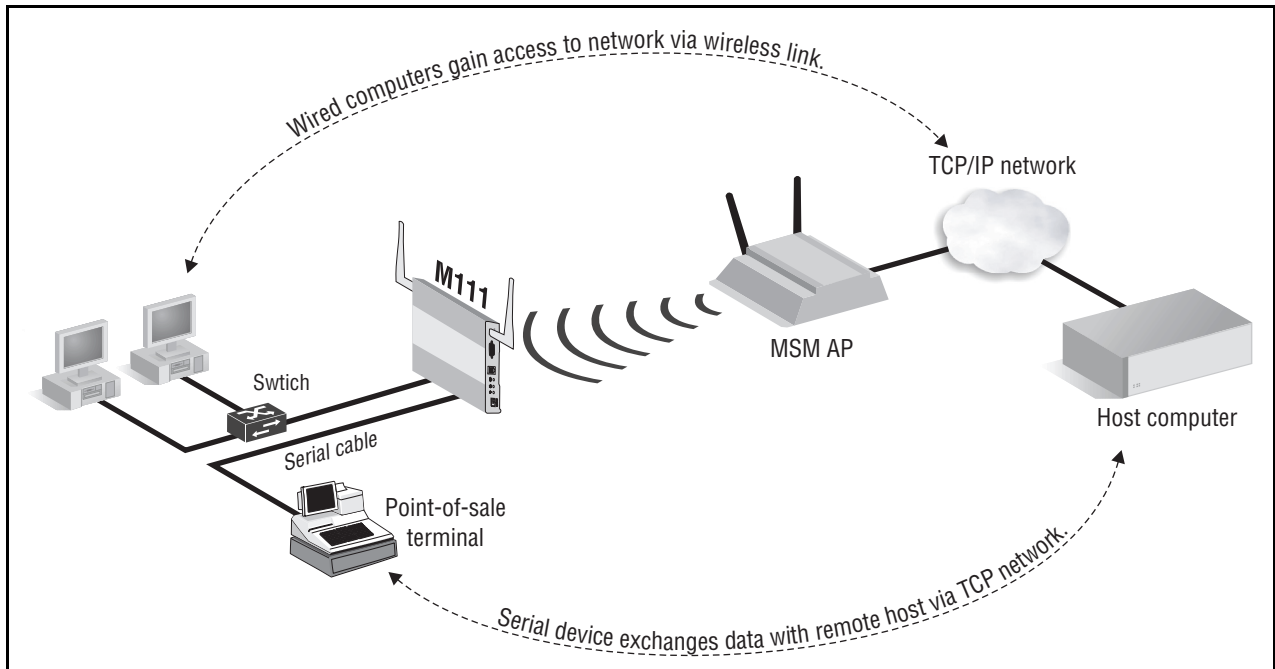 Wired computers gain access to network via wireless link.
TCP/IP network
M111
MSM AP
Swtich
Host computer
Serial cable
Point-of-sale
terminal
Serial device exchanges data with remote host via TCP network.